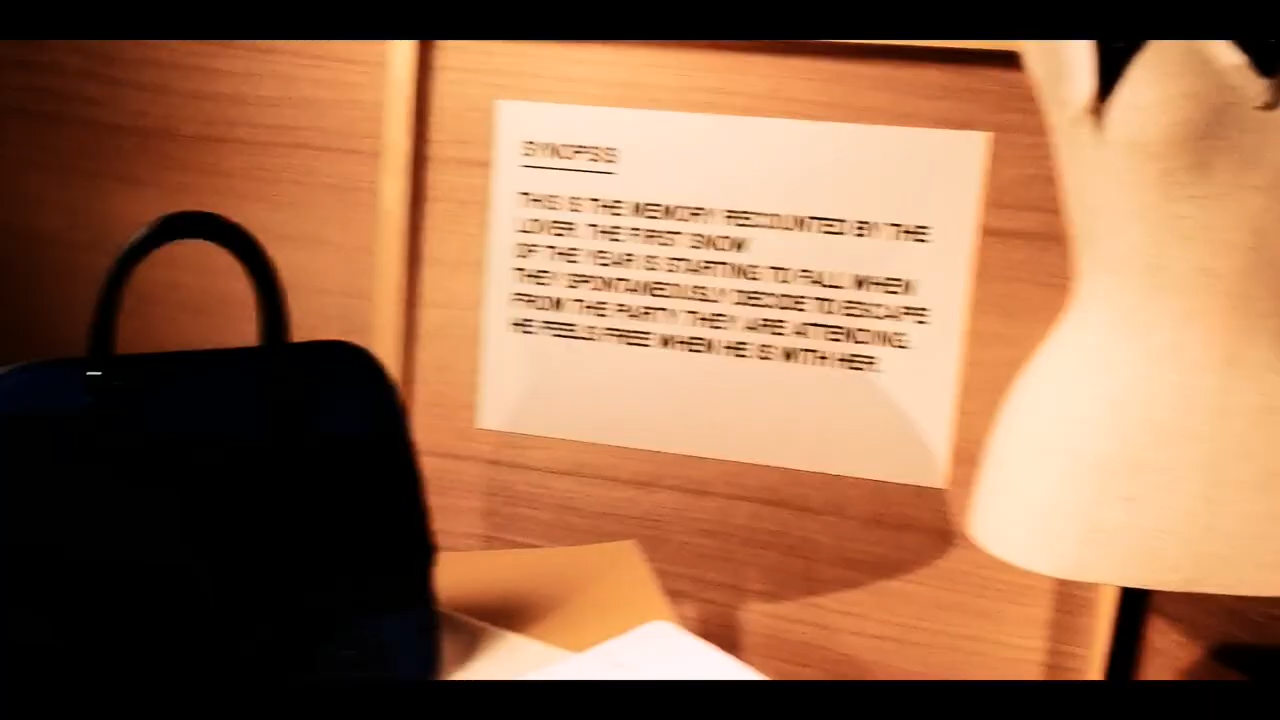 SYNOPSIS
THIS IS THE MEMORY RECOUNTED BY THE
LOVER. THE FIRST SNOW
OF THE YEAR IS STARTING TO FALL WHEN
THEY SPONTANEOUSLY DECIDE TO ESCAPE
FROM THE PARTY THEY ARE ATTENDING.
HE FEELS FREE WHEN HE IS WITH HER.